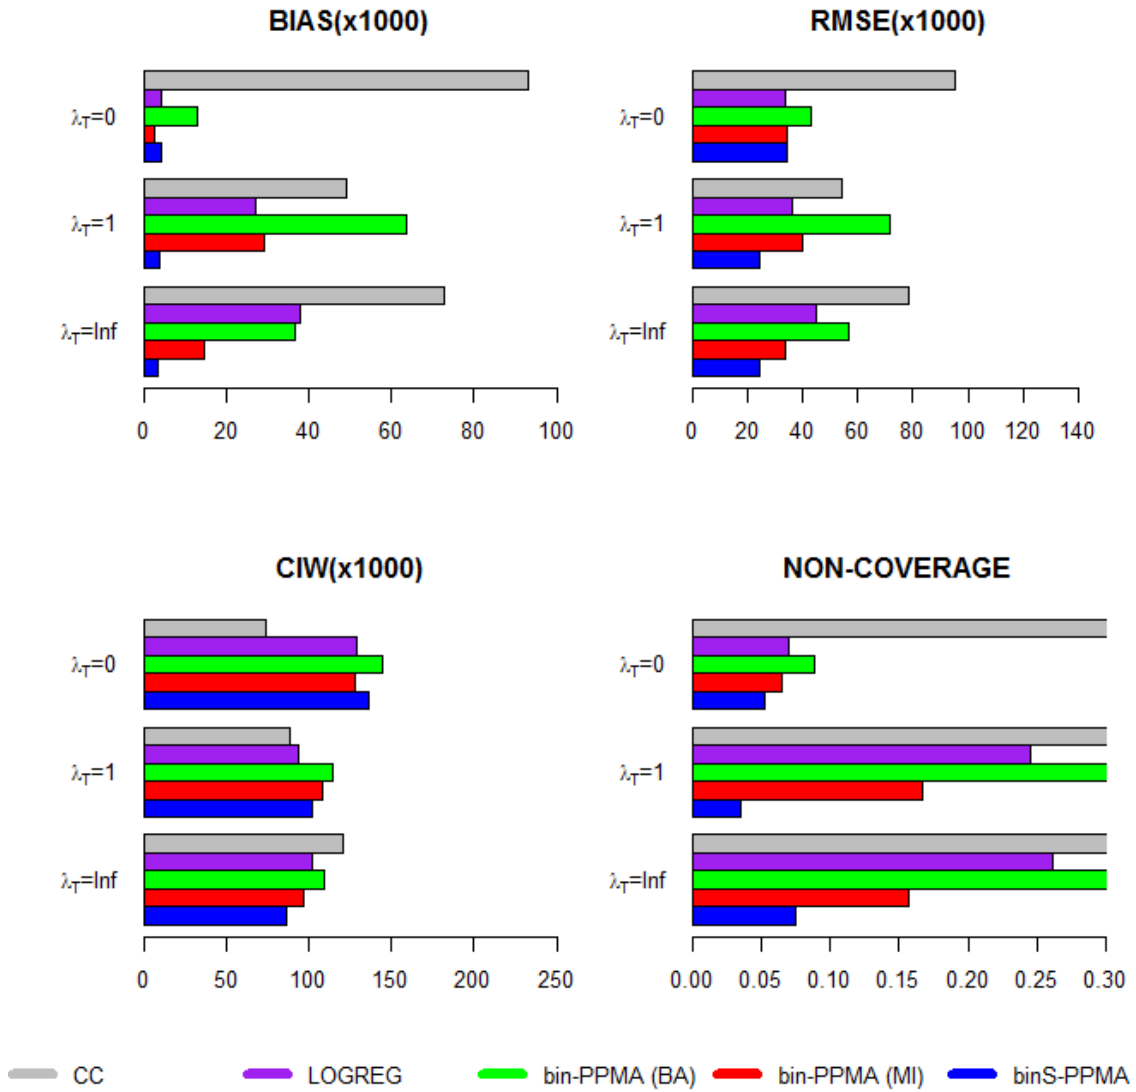 BIAS(x1000)
λT=0
λT=1
λT=Inf
0 20 40 60 80 100
RMSE(x1000)
λT=0
λT=1
λT=Inf
0 20 40 60 80 100 120 140
CIW(x1000)
λT=0
λT=1
λT=Inf
0 50 100 150 200 250
NON-COVERAGE
λT=0
λT=1
λT=Inf
0.00 0.05 0.10 0.15 0.20 0.25 0.30
CC LOGREG bin-PPMA (BA) bin-PPMA (MI) binS-PPMA